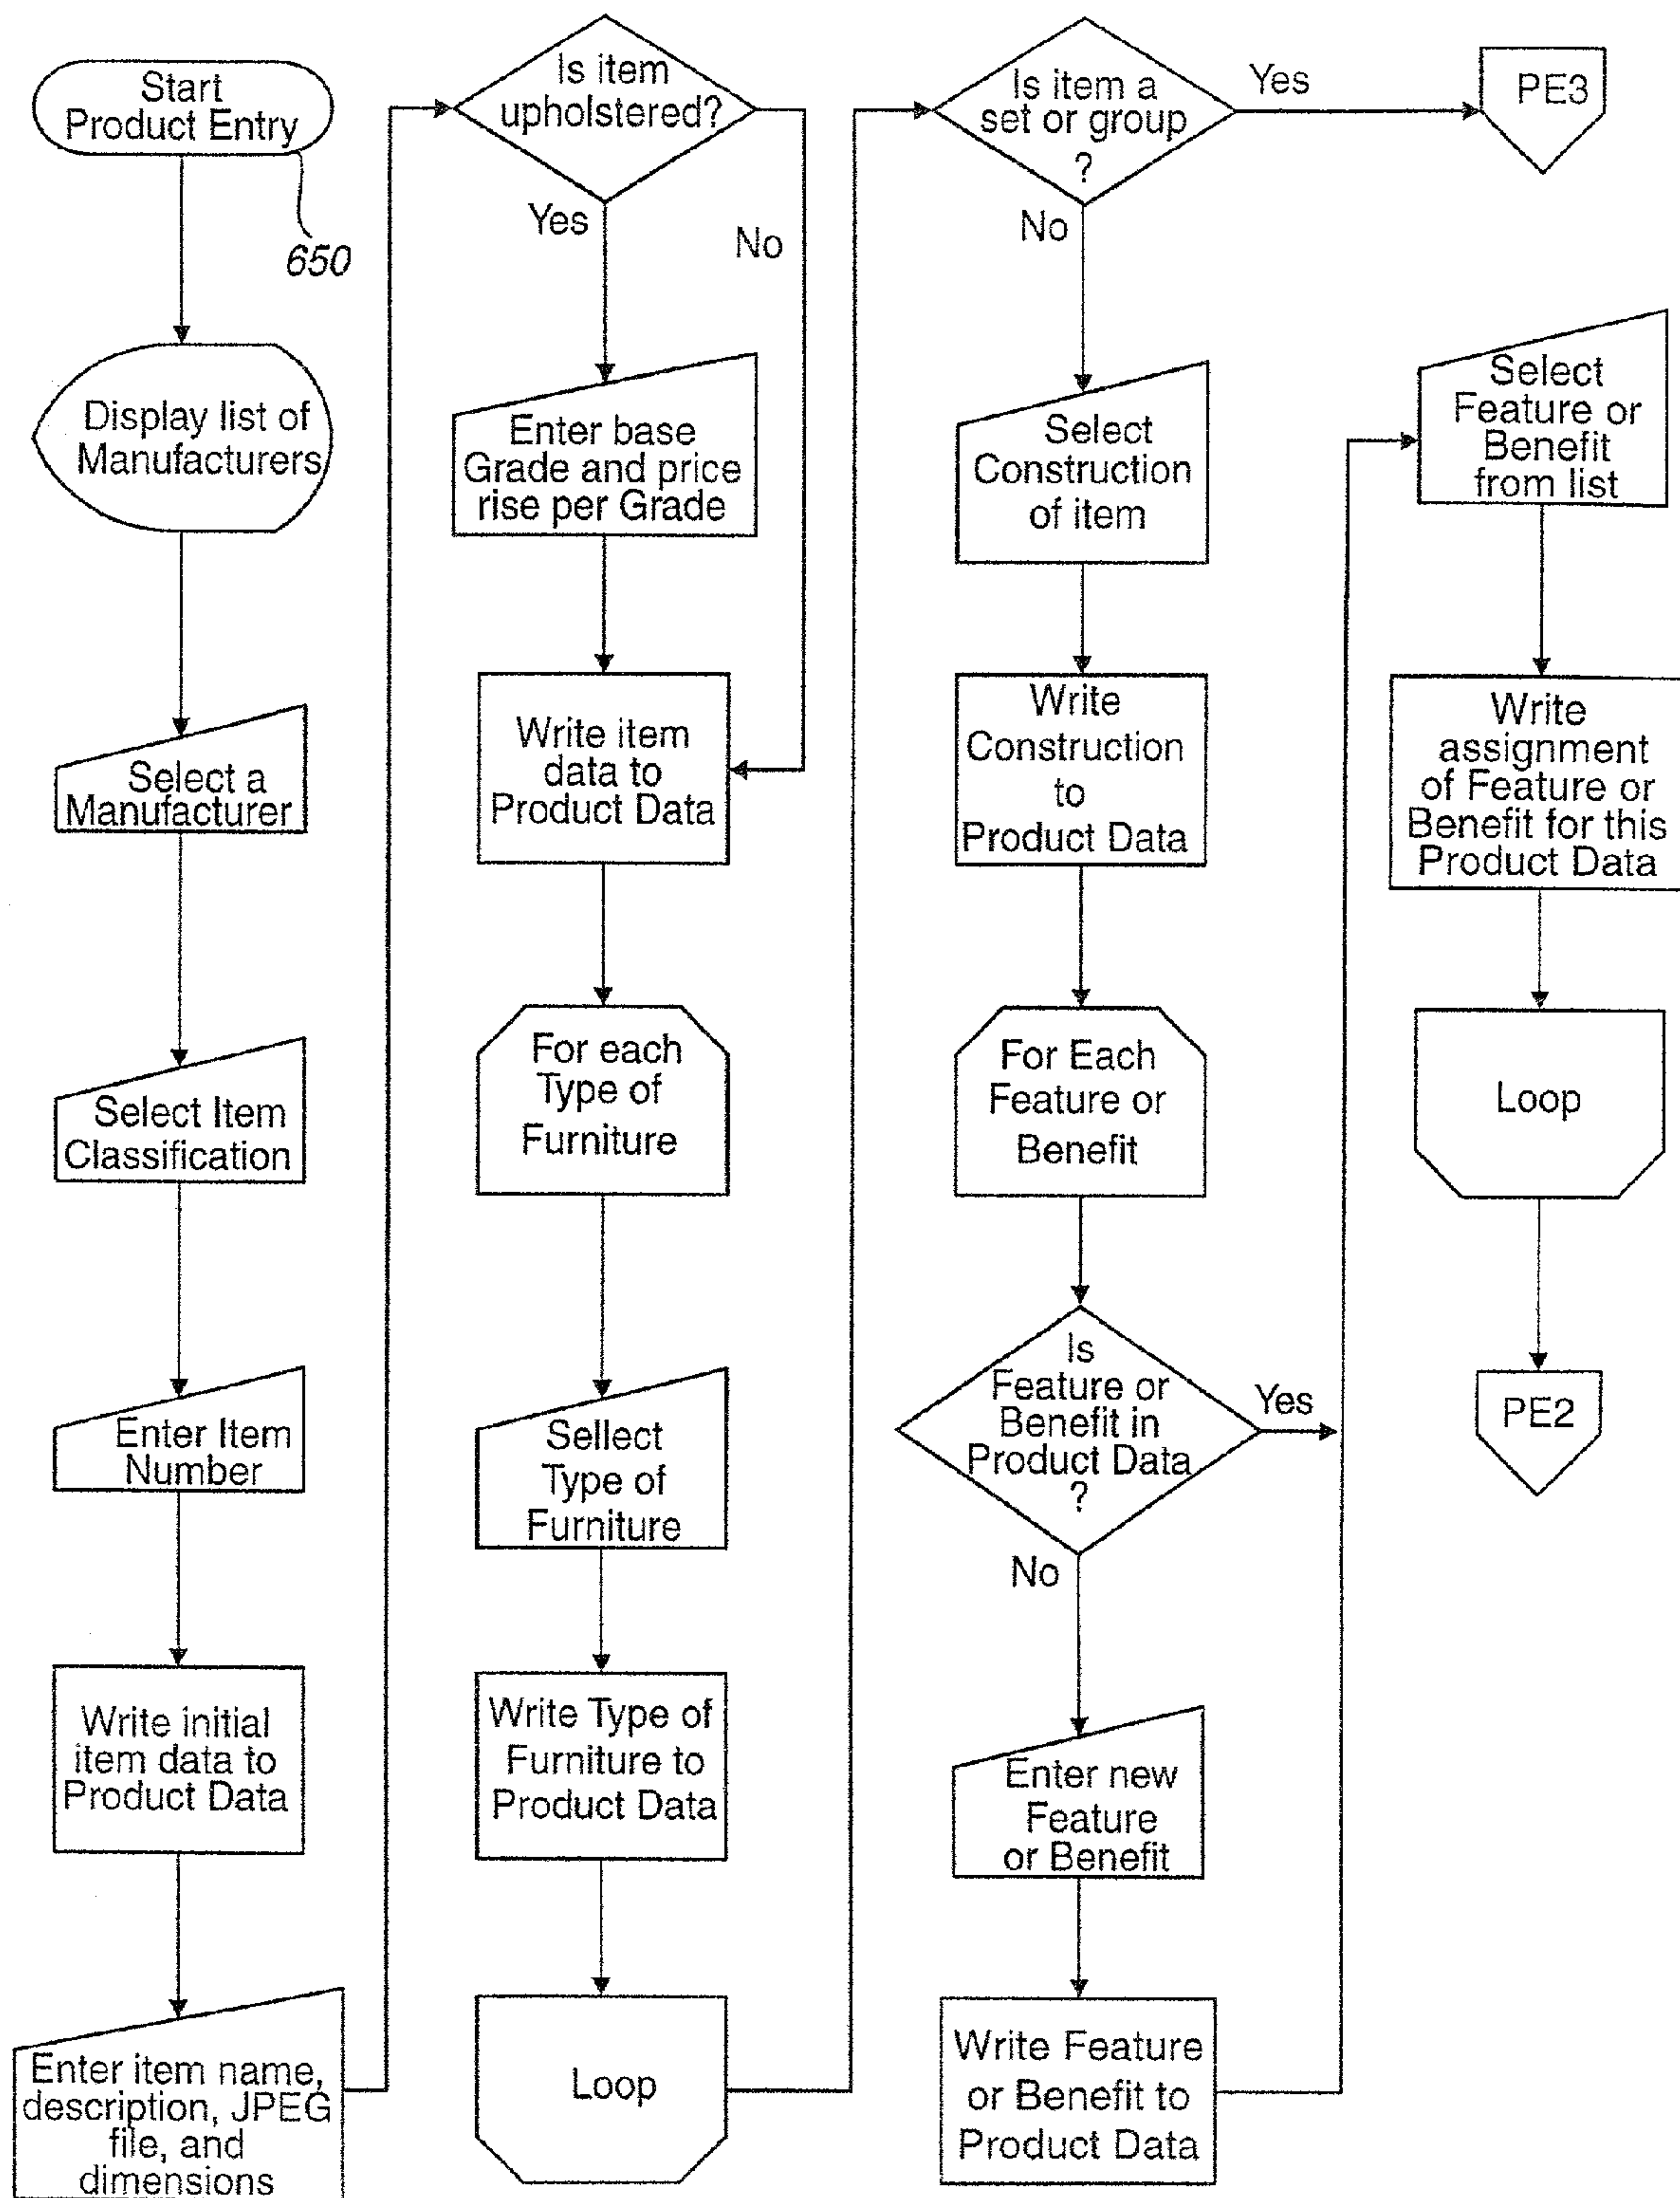 Start
Product Entry
650
Display list of
Manufacturers
Select a
Manufacturer
Select Item
Classification
Enter Item
Number
Write initial
item data to
Product Data
Enter item name,
description, JPEG
file, and
dimensions
Is item
upholstered?
Yes
No
Enter base
Grade and price
rise per Grade
Write item
data to
Product Data
For each
Type of
Furniture
Sellect
Type of
Furniture
Write Type of
Furniture to
Product Data
Loop
Is item a
set or group
?
Yes
No
PE3
Select
Construction
of item
Write
Construction
to
Product Data
For Each
Feature or
Benefit
Is
Feature or
Benefit in
Product Data
?
Yes
No
Enter new
Feature
or Benefit
Write Feature
or Benefit to
Product Data
Select
Feature or
Benefit
from list
Write
assignment
of Feature or
Benefit for this
Product Data
Loop
PE2